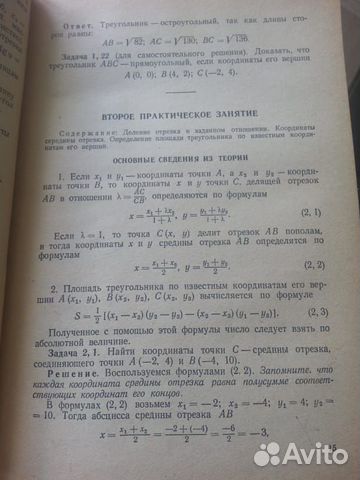 Ответ. Треугольник — остроугольный, так как длины сто-
рон равны:
AB = √82; AC = √130; BC = √136.
Задача 1, 22 (для самостоятельного решения). Доказать, что
треугольник ABC — прямоугольный, если координаты его вершин
A (0, 0); B (4, 2); C (−2, 4).
ВТОРОЕ ПРАКТИЧЕСКОЕ ЗАНЯТИЕ
Содержание: Деление отрезка в заданном отношении. Координаты
середины отрезка. Определение площади треугольника по известным коорди-
натам его вершин.
ОСНОВНЫЕ СВЕДЕНИЯ ИЗ ТЕОРИИ
1. Если x₁ и y₁ — координаты точки A, а x₂ и y₂ — коорди-
наты точки B, то координаты x и y точки C, делящей отрезок
AB в отношении λ = AC/CB, определяются по формулам
x = (x₁ + λx₂)/(1 + λ), y = (y₁ + λy₂)/(1 + λ). (2, 1)
Если λ = 1, то точка C (x, y) делит отрезок AB пополам,
и тогда координаты x и y середины отрезка AB определятся по
формулам
x = (x₁ + x₂)/2, y = (y₁ + y₂)/2 (2, 2)
2. Площадь треугольника по известным координатам его вер-
шин A (x₁, y₁), B (x₂, y₂), C (x₃, y₃) вычисляется по формуле
S = 1/2 [(x₁ − x₃) (y₂ − y₃) − (x₂ − x₃) (y₁ − y₃)]. (2, 3)
Полученное с помощью этой формулы число следует взять по
абсолютной величине.
Задача 2,1. Найти координаты точки C — середины отрезка,
соединяющего точки A (−2, 4) и B (−4, 10).
Решение. Воспользуемся формулами (2. 2). Запомните, что
каждая координата средины отрезка равна полусумме соответ-
ствующих координат его концов.
В формулах (2, 2) возьмем x₁ = −2; x₂ = −4; y₁ = 4; y₂ =
= 10. Тогда абсцисса средины отрезка AB
x = (x₁ + x₂)/2 = (−2 + (−4))/2 = −6/2 = −3,
Avito